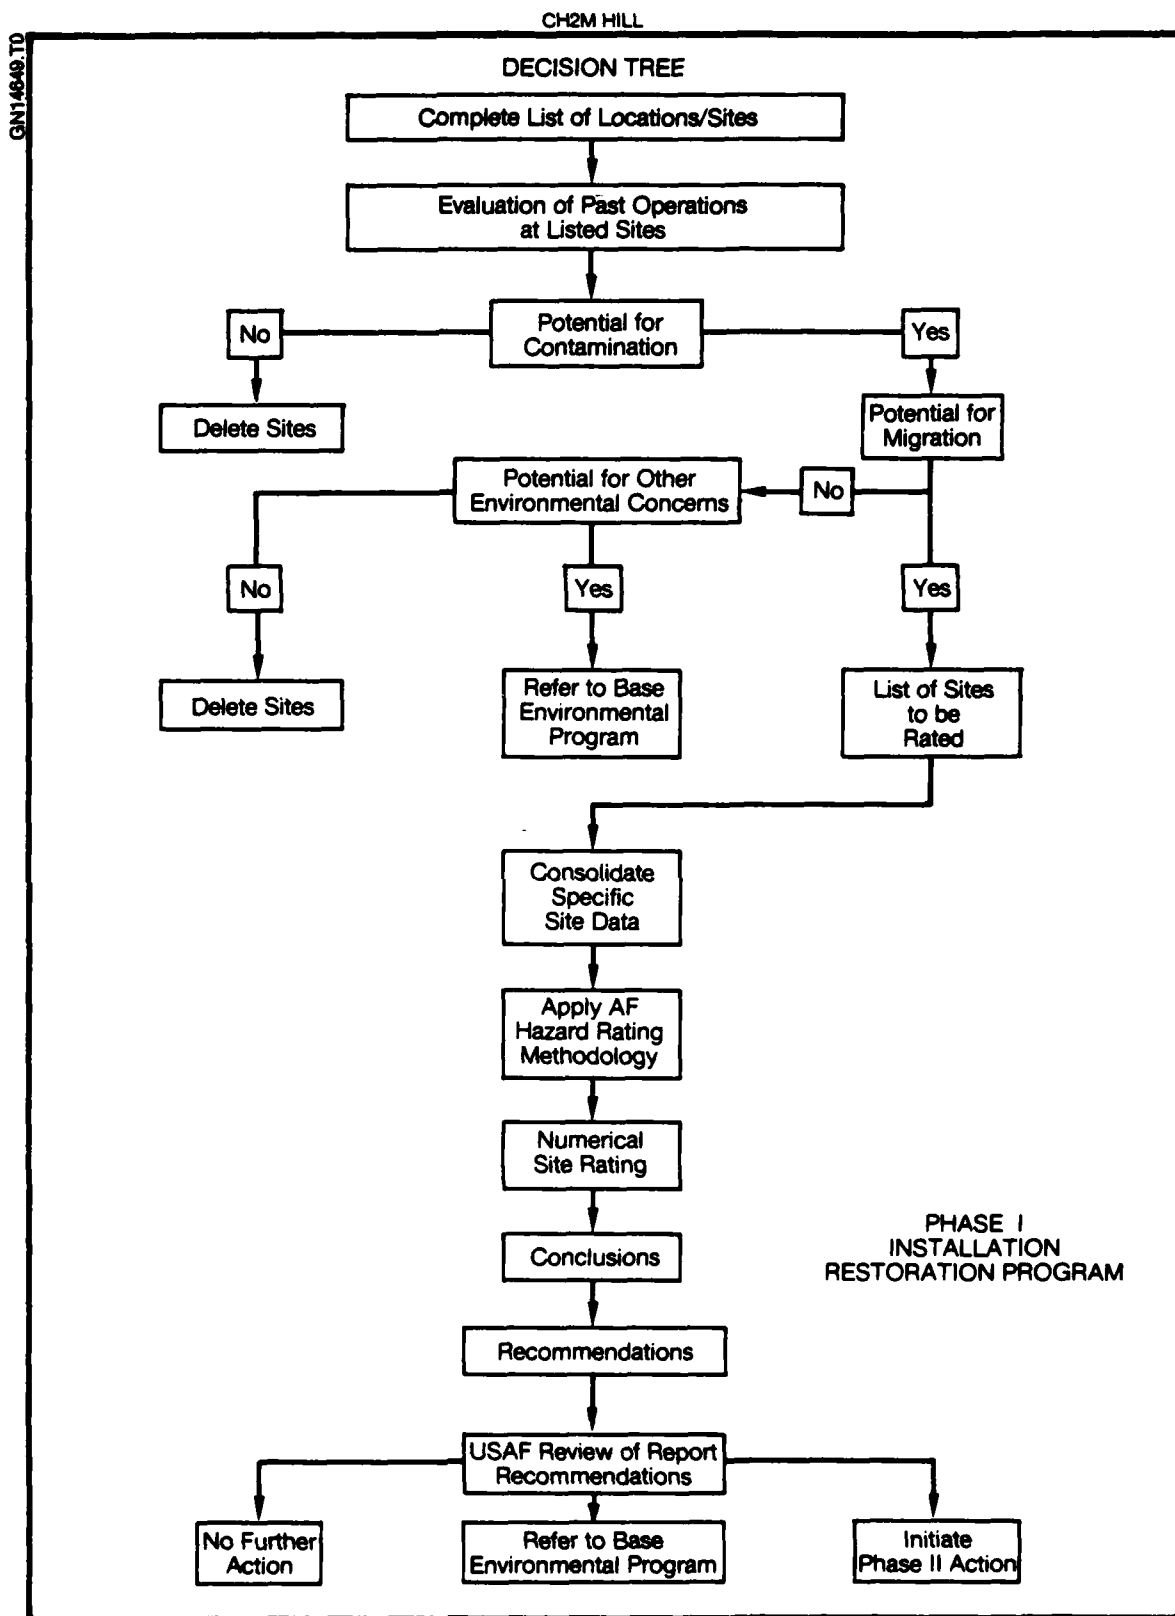 CH2M HILL
GN14649.T0
DECISION TREE
Complete List of Locations/Sites
Evaluation of Past Operations
at Listed Sites
No
Potential for
Contamination
Yes
Delete Sites
Potential for
Migration
Potential for Other
Environmental Concerns
No
No
Yes
Yes
Delete Sites
Refer to Base
Environmental
Program
List of Sites
to be
Rated
Consolidate
Specific
Site Data
Apply AF
Hazard Rating
Methodology
Numerical
Site Rating
Conclusions
PHASE I
INSTALLATION
RESTORATION PROGRAM
Recommendations
USAF Review of Report
Recommendations
No Further
Action
Refer to Base
Environmental Program
Initiate
Phase II Action